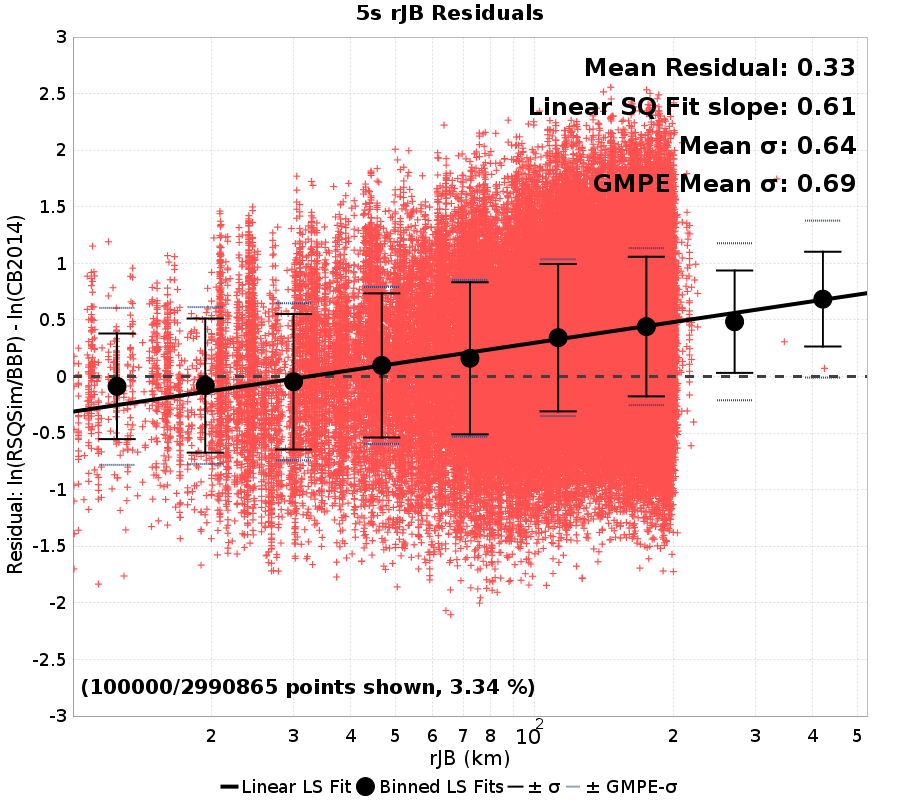 5s rJB Residuals
Mean Residual: 0.33
Linear SQ Fit slope: 0.61
Mean σ: 0.64
GMPE Mean σ: 0.69
3
2.5
2
1.5
1
0.5
0
-0.5
-1
-1.5
-2
-2.5
-3
Residual: ln(RSQSim/BBP) - ln(CB2014)
(100000/2990865 points shown, 3.34 %)
2 3 4 5 6 7 8 10² 2 3 4 5
rJB (km)
Linear LS Fit Binned LS Fits ± σ ± GMPE-σ